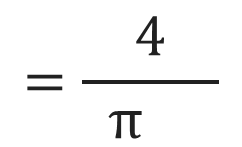 = 4/π